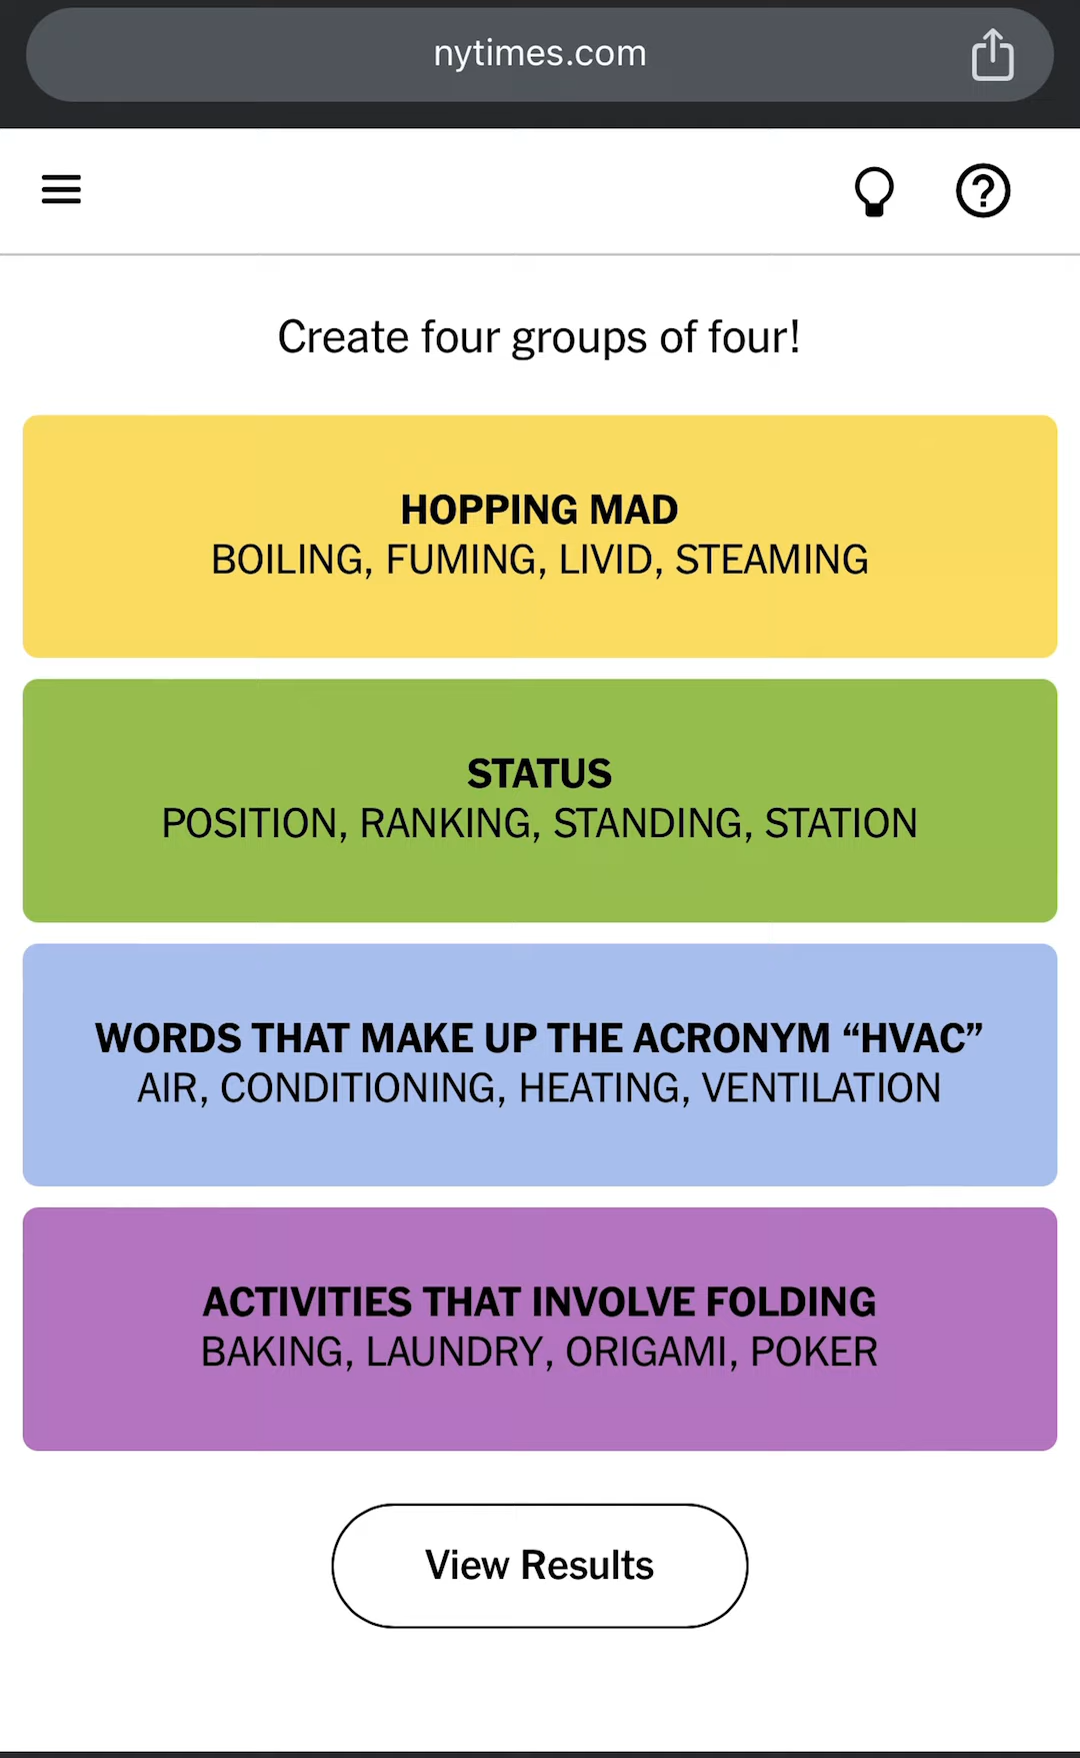 nytimes.com
Create four groups of four!
HOPPING MAD
BOILING, FUMING, LIVID, STEAMING
STATUS
POSITION, RANKING, STANDING, STATION
WORDS THAT MAKE UP THE ACRONYM “HVAC”
AIR, CONDITIONING, HEATING, VENTILATION
ACTIVITIES THAT INVOLVE FOLDING
BAKING, LAUNDRY, ORIGAMI, POKER
View Results